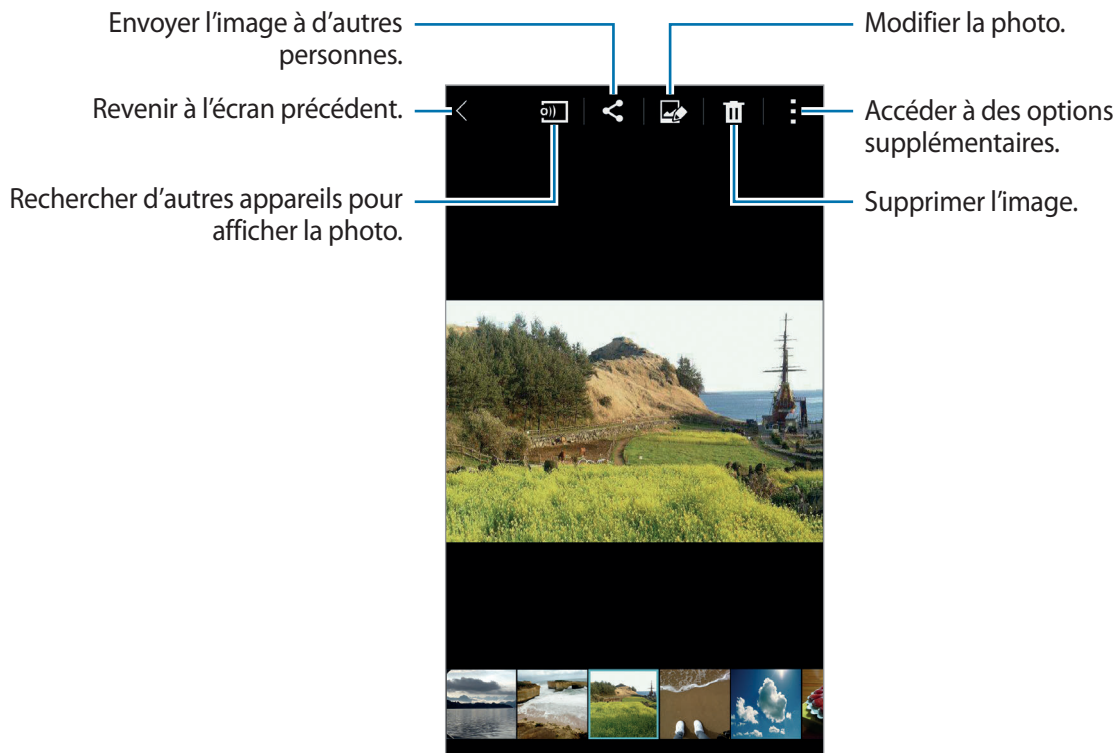 Envoyer l’image à d’autres
personnes.
Modifier la photo.
Revenir à l’écran précédent.
Accéder à des options
supplémentaires.
Rechercher d’autres appareils pour
afficher la photo.
Supprimer l’image.